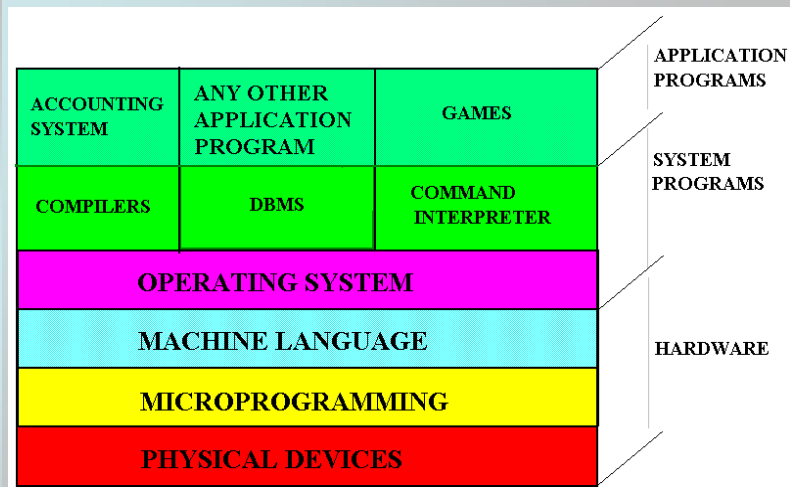 APPLICATION
PROGRAMS
ACCOUNTING
SYSTEM
ANY OTHER
APPLICATION
PROGRAM
GAMES
SYSTEM
PROGRAMS
COMPILERS
DBMS
COMMAND
INTERPRETER
OPERATING SYSTEM
MACHINE LANGUAGE
HARDWARE
MICROPROGRAMMING
PHYSICAL DEVICES